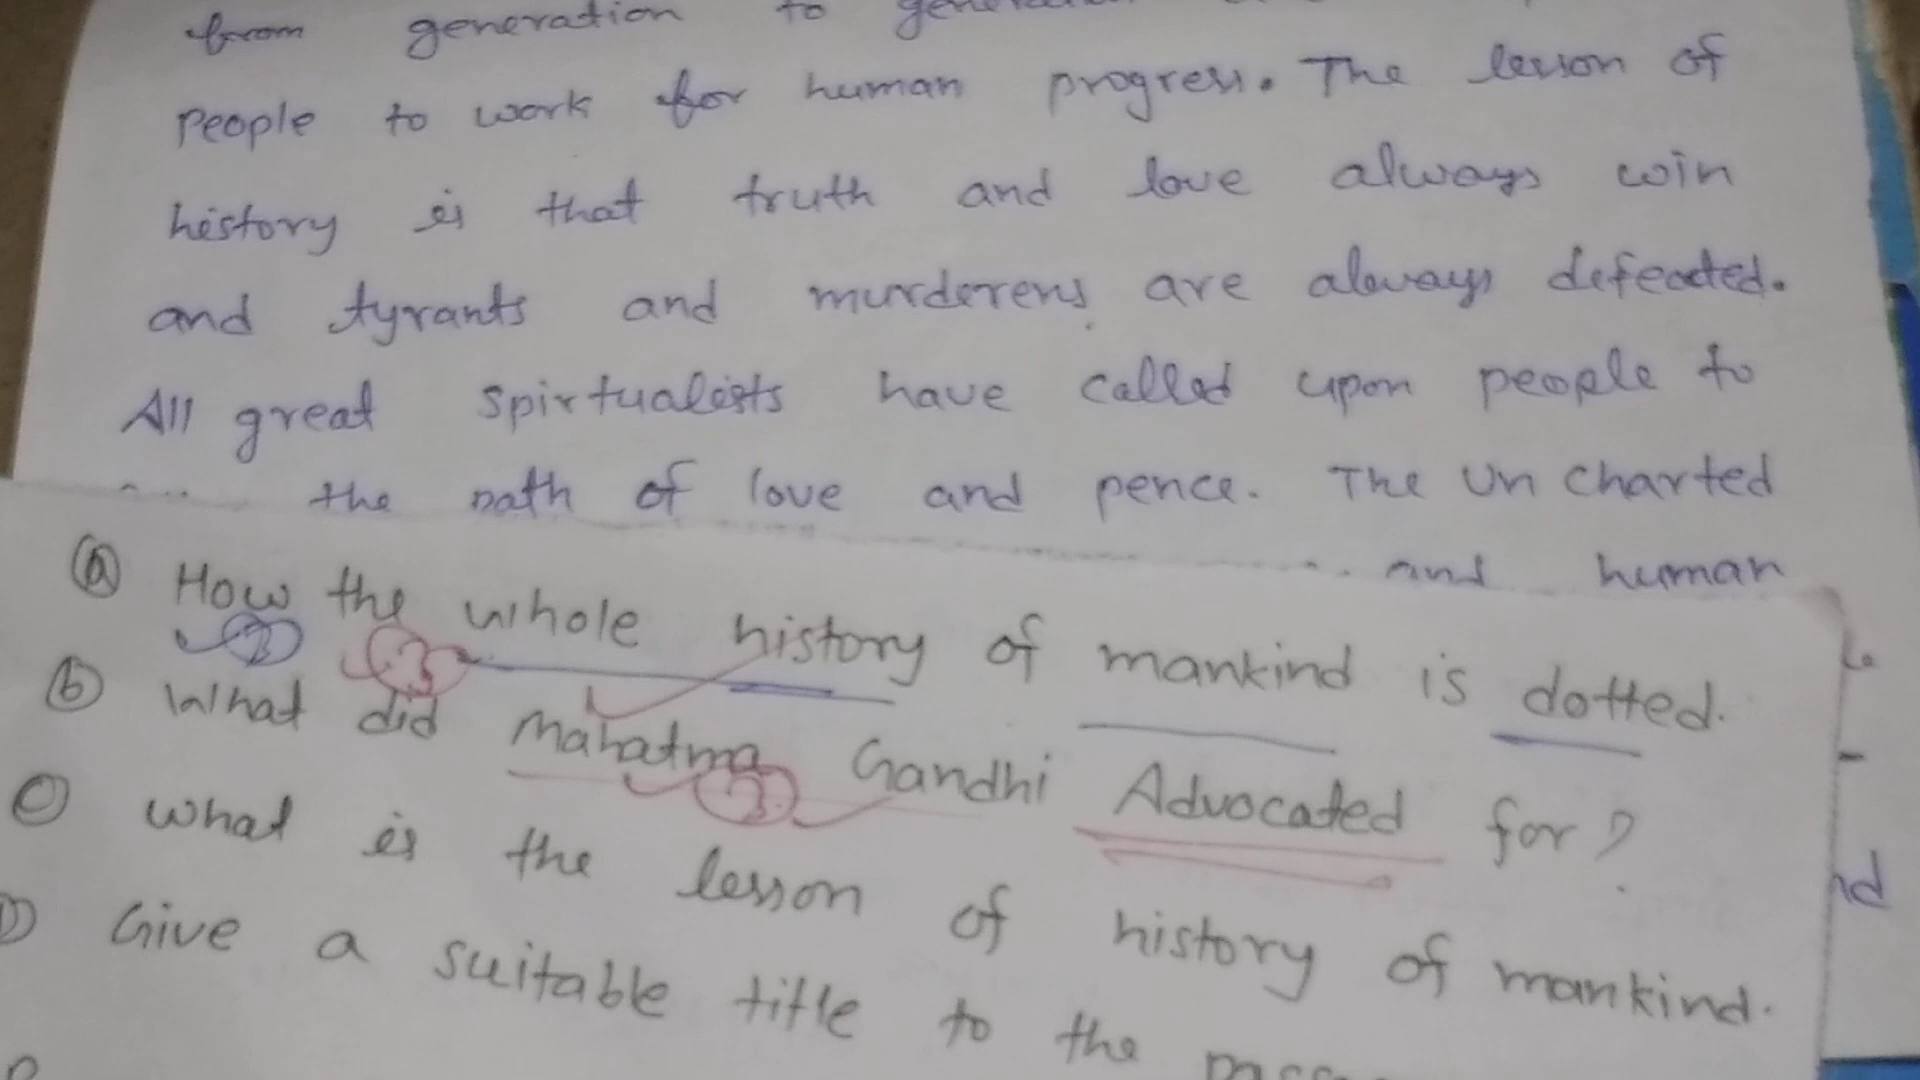 from generation to
people to work for human progress. The lesson of
history is that truth and love always win
and tyrants and murderers are always defeated.
All great spirtualists have called upon people to
the path of love and pence. The Un charted
and human
(a) How the whole history of mankind is dotted.
(b) What did Mahatma Gandhi Advocated for?
(c) what is the lesson of history of mankind.
D) Give a suitable title to the
nd